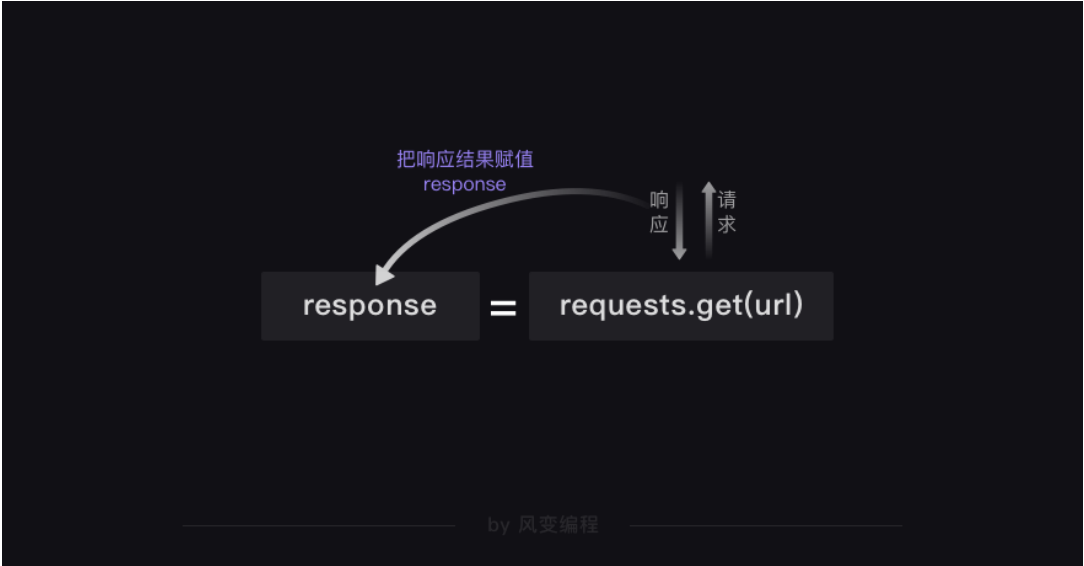 把响应结果赋值
response
响应
请求
response = requests.get(url)
by 风变编程